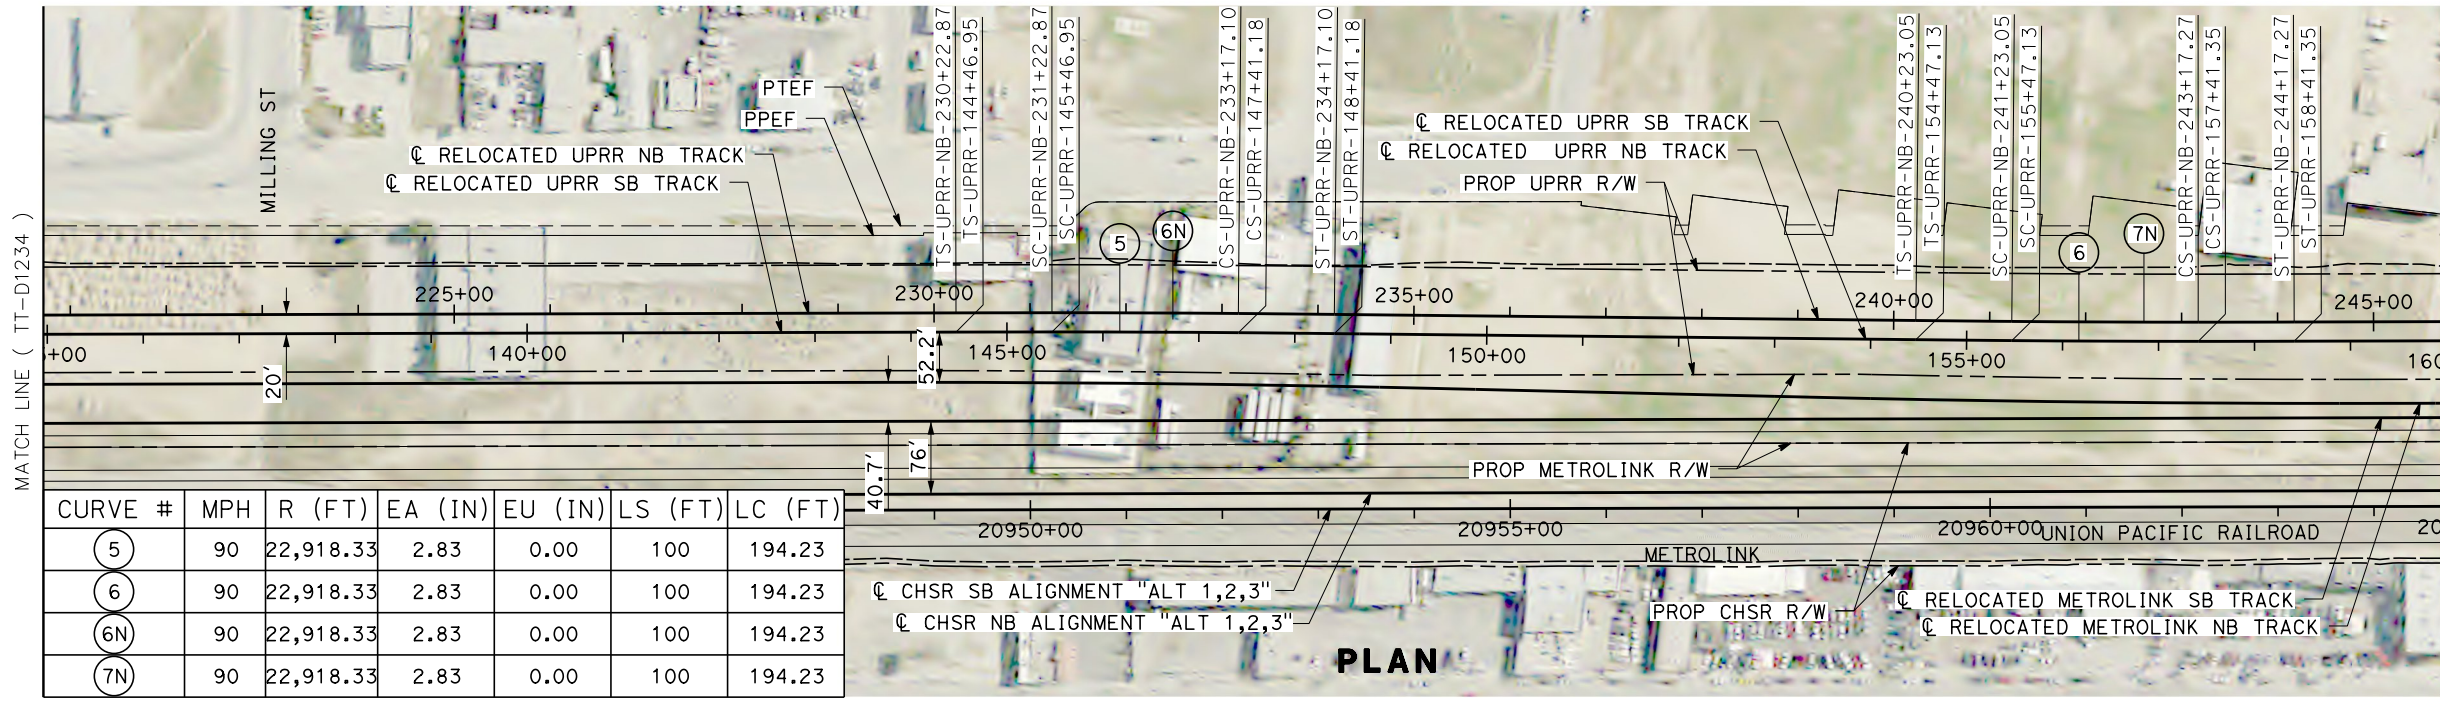 TS-UPRR-NB-230+22.87
TS-UPRR-144+46.95
SC-UPRR-NB-231+22.87
SC-UPRR-145+46.95
CS-UPRR-NB-233+17.10
CS-UPRR-147+41.18
ST-UPRR-NB-234+17.10
ST-UPRR-148+41.18
TS-UPRR-NB-240+23.05
TS-UPRR-154+47.13
SC-UPRR-NB-241+23.05
SC-UPRR-155+47.13
CS-UPRR-NB-243+17.27
CS-UPRR-157+41.35
ST-UPRR-NB-244+17.27
ST-UPRR-158+41.35
MILLING ST
PTEF
PPEF
℄ RELOCATED UPRR NB TRACK
℄ RELOCATED UPRR SB TRACK
℄ RELOCATED UPRR SB TRACK
℄ RELOCATED UPRR NB TRACK
PROP UPRR R/W
5
6N
6
7N
MATCH LINE ( TT-D1234 )
225+00
230+00
235+00
240+00
245+00
+00
140+00
145+00
150+00
155+00
160
20'
52.2'
40.7'
76'
PROP METROLINK R/W
20950+00
20955+00
20960+00
20
UNION PACIFIC RAILROAD
METROLINK
℄ CHSR SB ALIGNMENT "ALT 1,2,3"
℄ CHSR NB ALIGNMENT "ALT 1,2,3"
PROP CHSR R/W
℄ RELOCATED METROLINK SB TRACK
℄ RELOCATED METROLINK NB TRACK
PLAN
CURVE # MPH R (FT) EA (IN) EU (IN) LS (FT) LC (FT)
5 90 22,918.33 2.83 0.00 100 194.23
6 90 22,918.33 2.83 0.00 100 194.23
6N 90 22,918.33 2.83 0.00 100 194.23
7N 90 22,918.33 2.83 0.00 100 194.23